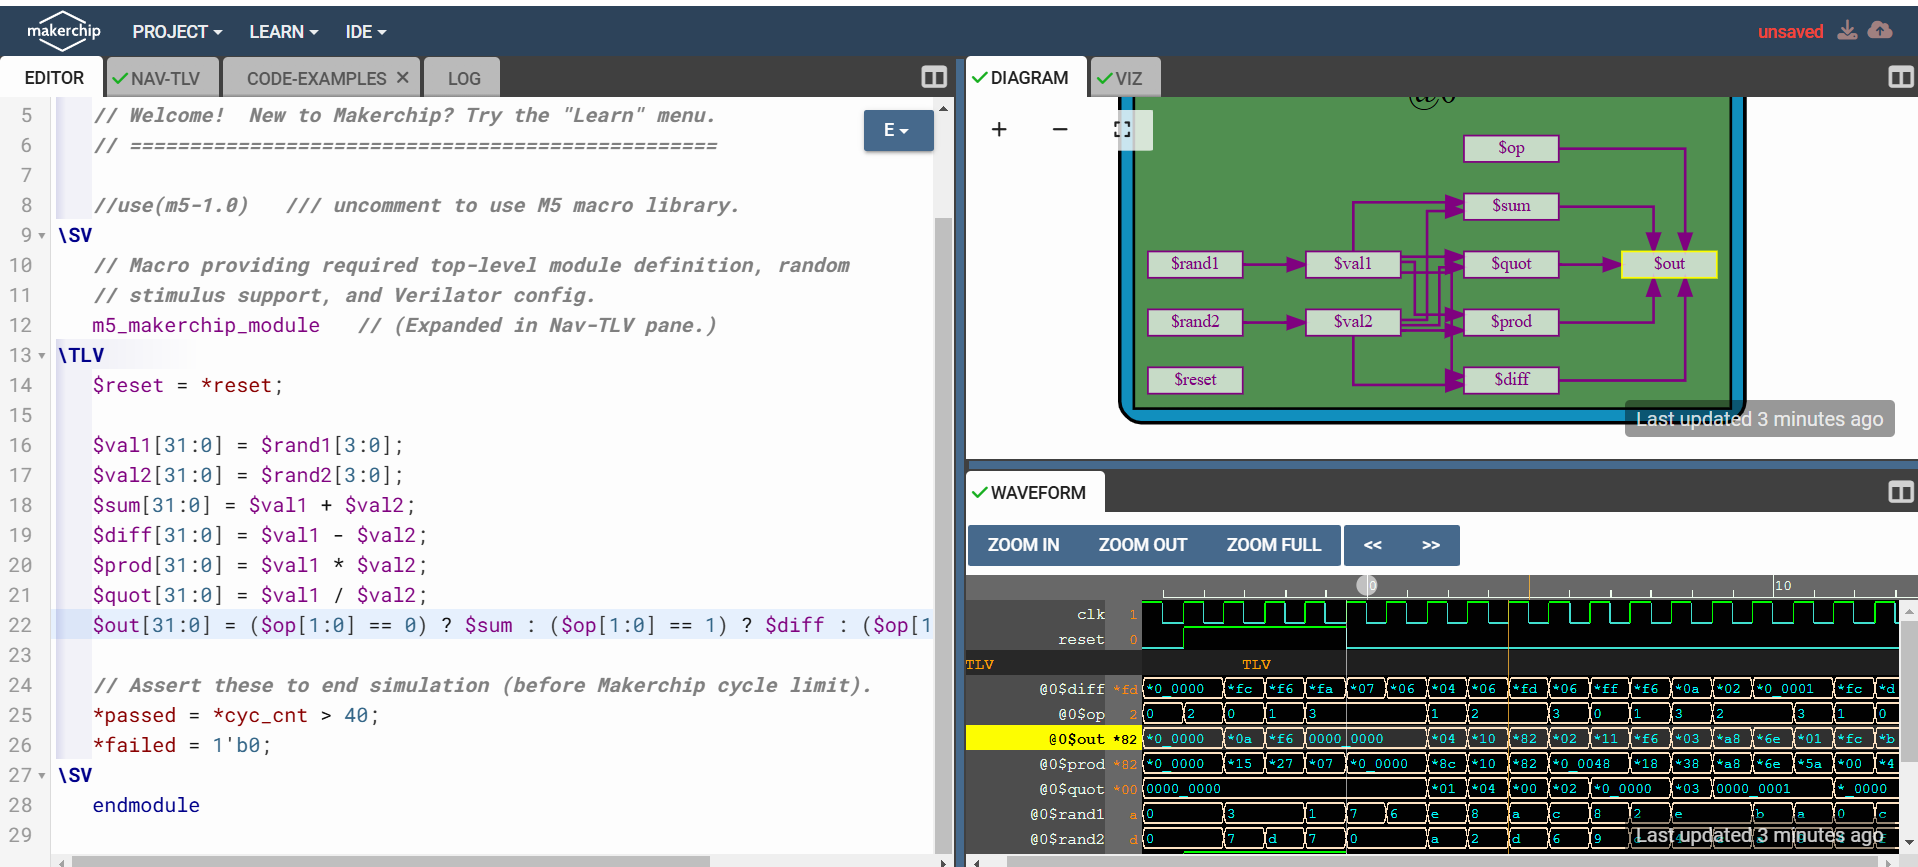 makerchip PROJECT LEARN IDE unsaved
EDITOR NAV-TLV CODE-EXAMPLES LOG
5 // Welcome!  New to Makerchip? Try the "Learn" menu.
6 // =================================================
7
8 //use(m5-1.0)   /// uncomment to use M5 macro library.
9 \SV
10 // Macro providing required top-level module definition, random
11 // stimulus support, and Verilator config.
12 m5_makerchip_module   // (Expanded in Nav-TLV pane.)
13 \TLV
14 $reset = *reset;
15
16 $val1[31:0] = $rand1[3:0];
17 $val2[31:0] = $rand2[3:0];
18 $sum[31:0] = $val1 + $val2;
19 $diff[31:0] = $val1 - $val2;
20 $prod[31:0] = $val1 * $val2;
21 $quot[31:0] = $val1 / $val2;
22 $out[31:0] = ($op[1:0] == 0) ? $sum : ($op[1:0] == 1) ? $diff : ($op[1
23
24 // Assert these to end simulation (before Makerchip cycle limit).
25 *passed = *cyc_cnt > 40;
26 *failed = 1'b0;
27 \SV
28 endmodule
29
E
DIAGRAM VIZ
+ −
$op
$sum
$rand1 $val1 $quot $out
$rand2 $val2 $prod
$reset $diff
Last updated 3 minutes ago
WAVEFORM
ZOOM IN ZOOM OUT ZOOM FULL << >>
0 10
clk 1
reset 0
TLV TLV
@0$diff *fd *0_0000 *fc *f6 *fa *07 *06 *04 *06 *fd *06 *ff *f6 *0a *02 *0_0001 *fc *d
@0$op 2 0 2 0 1 3 1 2 3 0 1 3 2 3 1 0
@0$out *82 *0_0000 *0a *f6 0000_0000 *04 *10 *82 *02 *11 *f6 *03 *a8 *6e *01 *fc *b
@0$prod *82 *0_0000 *15 *27 *07 *0_0000 *8c *10 *82 *0_0048 *18 *38 *a8 *6e *5a *00 *4
@0$quot *00 0000_0000 *01 *04 *00 *02 *0_0000 *03 0000_0001 *_0000
@0$rand1 a 0 3 1 7 6 e 8 a c 8 2 e b a 0 c
@0$rand2 d 0 7 d 7 0 a 2 d 6 9
Last updated 3 minutes ago